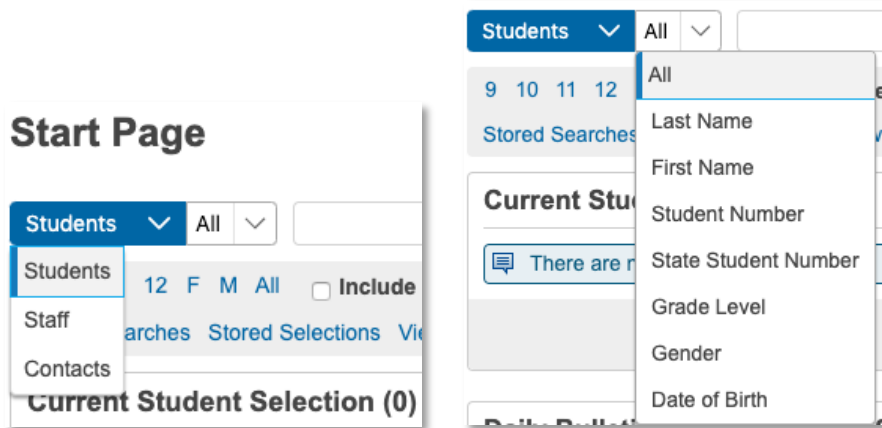 Start Page
Students All
Students
Staff
Contacts
12 F M All Include
arches Stored Selections
Current Student Selection (0)
Students All
All
Last Name
First Name
Student Number
State Student Number
Grade Level
Gender
Date of Birth
9 10 11 12
Stored Searches
Current
There are